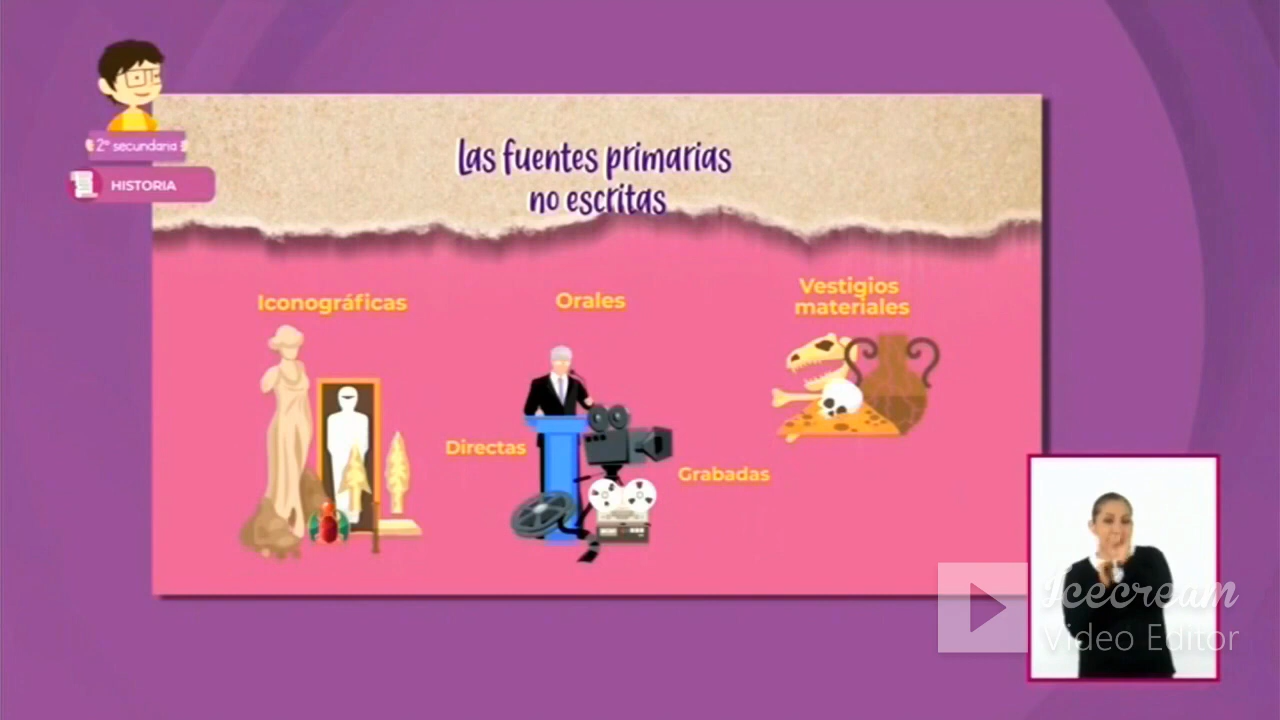 2° secundaria
HISTORIA
Las fuentes primarias
no escritas
Iconográficas
Orales
Vestigios
materiales
Directas
Grabadas
Icecream
Video Editor